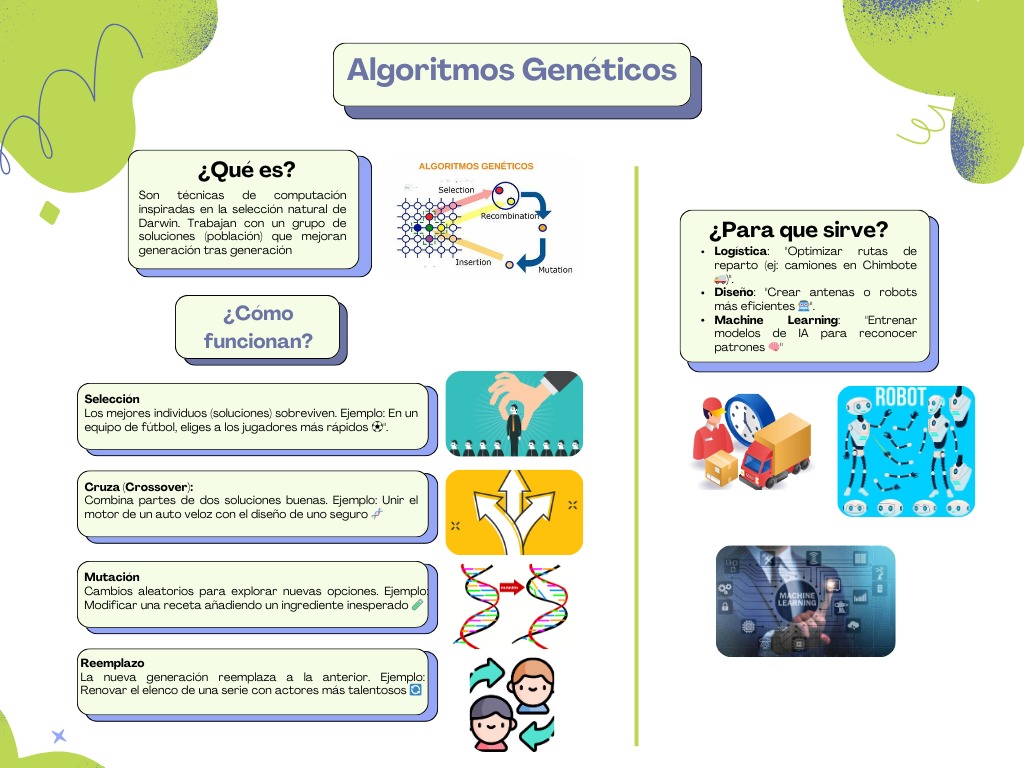 Algoritmos Genéticos
¿Qué es?
Son técnicas de computación
inspiradas en la selección natural de
Darwin. Trabajan con un grupo de
soluciones (población) que mejoran
generación tras generación
ALGORITMOS GENÉTICOS
Selection
Recombination
Insertion
Mutation
¿Cómo
funcionan?
Selección
Los mejores individuos (soluciones) sobreviven. Ejemplo: En un
equipo de fútbol, eliges a los jugadores más rápidos ⚽".
Cruza (Crossover):
Combina partes de dos soluciones buenas. Ejemplo: Unir el
motor de un auto veloz con el diseño de uno seguro 🧬
Mutación
Cambios aleatorios para explorar nuevas opciones. Ejemplo:
Modificar una receta añadiendo un ingrediente inesperado 🧪
Reemplazo
La nueva generación reemplaza a la anterior. Ejemplo:
Renovar el elenco de una serie con actores más talentosos 🔄
¿Para que sirve?
• Logística: "Optimizar rutas de
reparto (ej: camiones en Chimbote
🚚)".
• Diseño: "Crear antenas o robots
más eficientes 🤖".
• Machine Learning: "Entrenar
modelos de IA para reconocer
patrones 🧠"
ROBOT
MACHINE
LEARNING